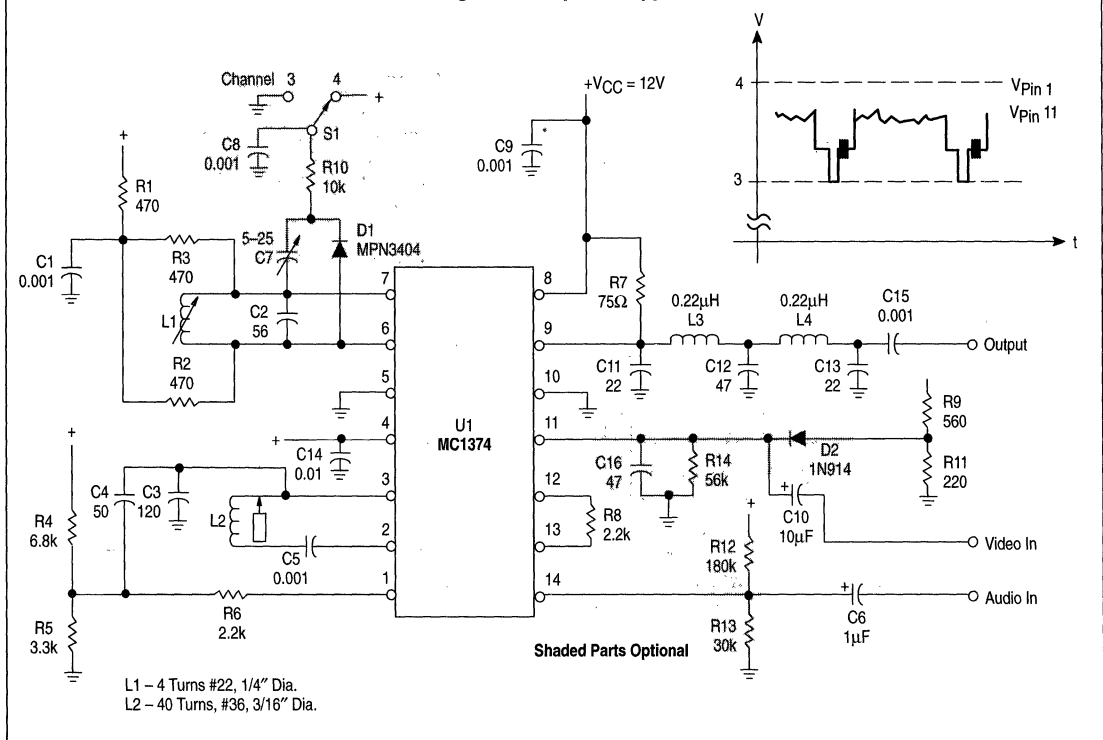 V
4
VPin 1
VPin 11
3
t
Channel 3 4
+
S1
C8
0.001
R10
10k
+VCC = 12V
C9
0.001
+
R1
470
C1
0.001
R3
470
5–25
C7
D1
MPN3404
L1
C2
56
R2
470
7
6
5
4
3
2
1
8
9
10
11
12
13
14
U1
MC1374
R7
75Ω
0.22µH
L3
0.22µH
L4
C15
0.001
Output
C11
22
C12
47
C13
22
R9
560
R11
220
D2
1N914
C16
47
R14
56k
+
C10
10µF
Video In
R8
2.2k
+
R12
180k
+
C6
1µF
Audio In
R13
30k
+
C14
0.01
+
C4
50
C3
120
L2
C5
0.001
R4
6.8k
R5
3.3k
R6
2.2k
Shaded Parts Optional
L1 – 4 Turns #22, 1/4″ Dia.
L2 – 40 Turns, #36, 3/16″ Dia.